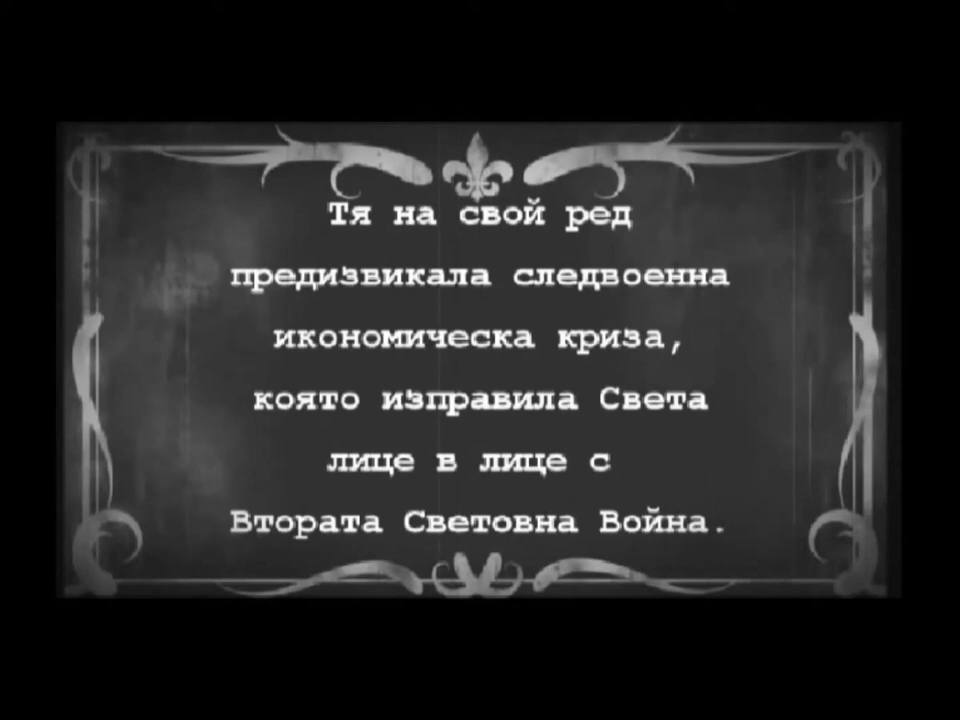 Тя на свой ред
предизвикала следвоенна
икономическа криза,
която изправила Света
лице в лице с
Втората Световна Война.